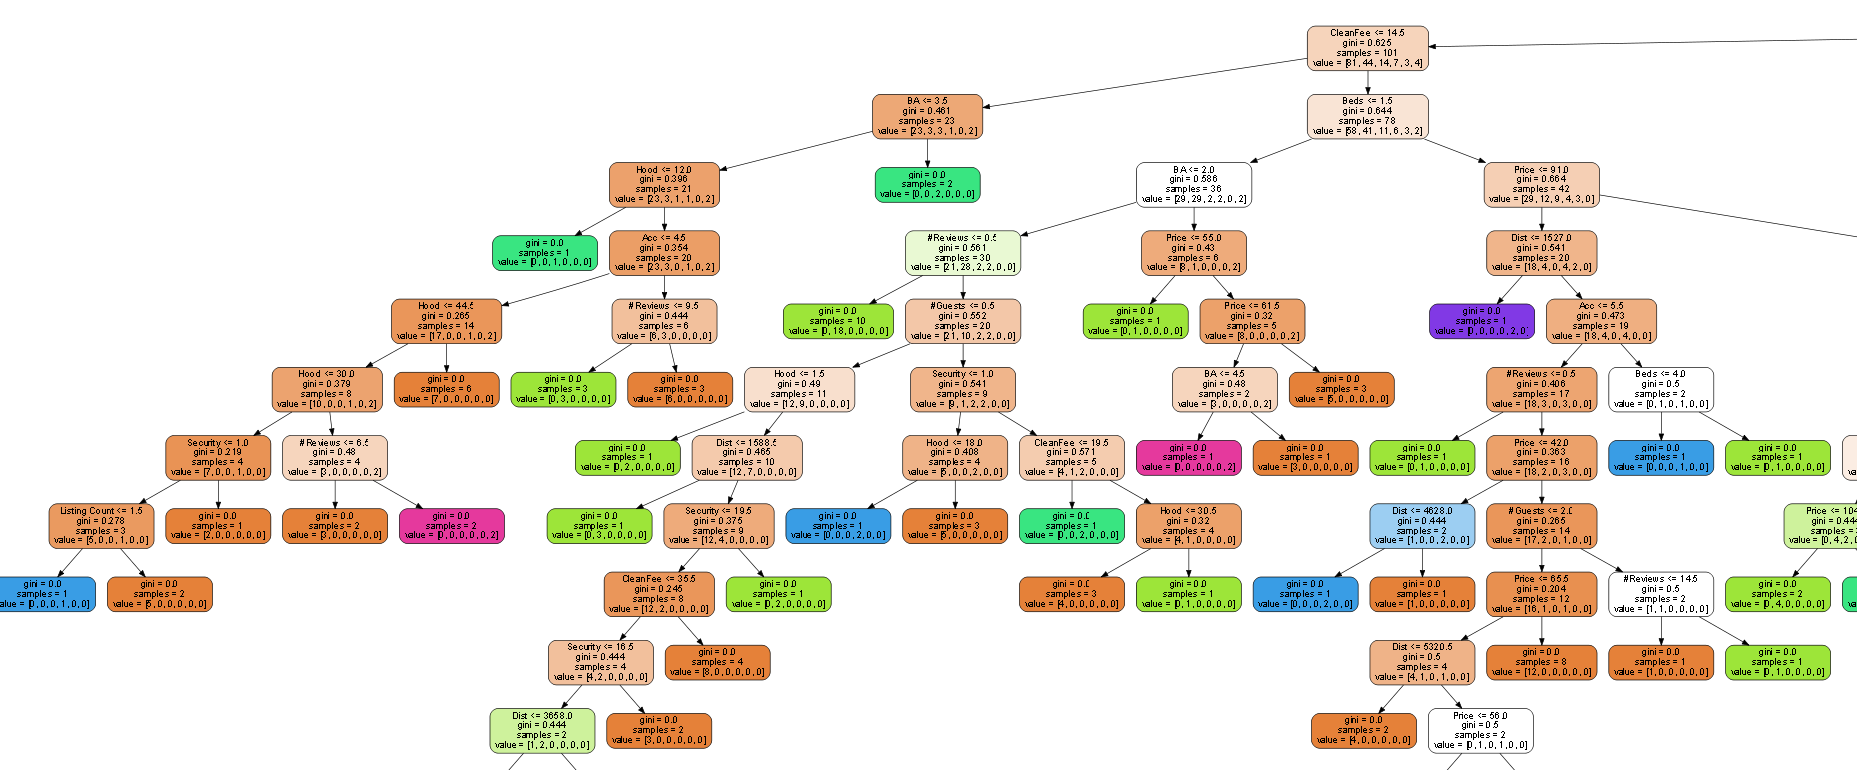 CleanFee <= 14.5
gini = 0.625
samples = 101
value = [81, 44, 14, 7, 3, 4]
BA <= 3.5
gini = 0.461
samples = 23
value = [23, 3, 3, 1, 0, 2]
Beds <= 1.5
gini = 0.644
samples = 78
value = [58, 41, 11, 6, 3, 2]
Hood <= 12.0
gini = 0.396
samples = 21
value = [23, 3, 1, 1, 0, 2]
gini = 0.0
samples = 2
value = [0, 0, 2, 0, 0, 0]
BA <= 2.0
gini = 0.586
samples = 36
value = [29, 29, 2, 2, 0, 2]
Price <= 91.0
gini = 0.664
samples = 42
value = [29, 12, 9, 4, 3, 0]
gini = 0.0
samples = 1
value = [0, 0, 1, 0, 0, 0]
Acc <= 4.5
gini = 0.354
samples = 20
value = [23, 3, 0, 1, 0, 2]
#Reviews <= 0.5
gini = 0.561
samples = 30
value = [21, 28, 2, 2, 0, 0]
Price <= 55.0
gini = 0.43
samples = 6
value = [8, 1, 0, 0, 0, 2]
Dist <= 1527.0
gini = 0.541
samples = 20
value = [18, 4, 0, 4, 2, 0]
Hood <= 44.5
gini = 0.265
samples = 14
value = [17, 0, 0, 1, 0, 2]
#Reviews <= 9.5
gini = 0.444
samples = 6
value = [6, 3, 0, 0, 0, 0]
gini = 0.0
samples = 10
value = [0, 18, 0, 0, 0, 0]
#Guests <= 0.5
gini = 0.552
samples = 20
value = [21, 10, 2, 2, 0, 0]
gini = 0.0
samples = 1
value = [0, 1, 0, 0, 0, 0]
Price <= 61.5
gini = 0.32
samples = 5
value = [8, 0, 0, 0, 0, 2]
gini = 0.0
samples = 1
value = [0, 0, 0, 0, 2, 0]
Acc <= 5.5
gini = 0.473
samples = 19
value = [18, 4, 0, 4, 0, 0]
Hood <= 30.0
gini = 0.379
samples = 8
value = [10, 0, 0, 1, 0, 2]
gini = 0.0
samples = 6
value = [7, 0, 0, 0, 0, 0]
gini = 0.0
samples = 3
value = [0, 3, 0, 0, 0, 0]
gini = 0.0
samples = 3
value = [6, 0, 0, 0, 0, 0]
Hood <= 1.5
gini = 0.49
samples = 11
value = [12, 9, 0, 0, 0, 0]
Security <= 1.0
gini = 0.541
samples = 9
value = [9, 1, 2, 2, 0, 0]
BA <= 4.5
gini = 0.48
samples = 2
value = [3, 0, 0, 0, 0, 2]
gini = 0.0
samples = 3
value = [5, 0, 0, 0, 0, 0]
#Reviews <= 0.5
gini = 0.406
samples = 17
value = [18, 3, 0, 3, 0, 0]
Beds <= 4.0
gini = 0.5
samples = 2
value = [0, 1, 0, 1, 0, 0]
Security <= 1.0
gini = 0.219
samples = 4
value = [7, 0, 0, 1, 0, 0]
#Reviews <= 6.5
gini = 0.48
samples = 4
value = [3, 0, 0, 0, 0, 2]
gini = 0.0
samples = 1
value = [0, 2, 0, 0, 0, 0]
Dist <= 1588.5
gini = 0.465
samples = 10
value = [12, 7, 0, 0, 0, 0]
Hood <= 18.0
gini = 0.408
samples = 4
value = [5, 0, 0, 2, 0, 0]
CleanFee <= 19.5
gini = 0.571
samples = 5
value = [4, 1, 2, 0, 0, 0]
gini = 0.0
samples = 1
value = [0, 0, 0, 0, 0, 2]
gini = 0.0
samples = 1
value = [3, 0, 0, 0, 0, 0]
gini = 0.0
samples = 1
value = [0, 1, 0, 0, 0, 0]
Price <= 42.0
gini = 0.363
samples = 16
value = [18, 2, 0, 3, 0, 0]
gini = 0.0
samples = 1
value = [0, 0, 0, 1, 0, 0]
gini = 0.0
samples = 1
value = [0, 1, 0, 0, 0, 0]
Listing Count <= 1.5
gini = 0.278
samples = 3
value = [5, 0, 0, 1, 0, 0]
gini = 0.0
samples = 1
value = [2, 0, 0, 0, 0, 0]
gini = 0.0
samples = 2
value = [3, 0, 0, 0, 0, 0]
gini = 0.0
samples = 2
value = [0, 0, 0, 0, 0, 2]
gini = 0.0
samples = 1
value = [0, 3, 0, 0, 0, 0]
Security <= 19.5
gini = 0.375
samples = 9
value = [12, 4, 0, 0, 0, 0]
gini = 0.0
samples = 1
value = [0, 0, 0, 2, 0, 0]
gini = 0.0
samples = 3
value = [5, 0, 0, 0, 0, 0]
gini = 0.0
samples = 1
value = [0, 0, 2, 0, 0, 0]
Hood <= 30.5
gini = 0.32
samples = 4
value = [4, 1, 0, 0, 0, 0]
Dist <= 4628.0
gini = 0.444
samples = 2
value = [1, 0, 0, 2, 0, 0]
#Guests <= 2.0
gini = 0.265
samples = 14
value = [17, 2, 0, 1, 0, 0]
Price <= 104
gini = 0.444
samples =
value = [0, 4, 2, 0
gini = 0.0
samples = 1
value = [0, 0, 0, 1, 0, 0]
gini = 0.0
samples = 2
value = [5, 0, 0, 0, 0, 0]
CleanFee <= 35.5
gini = 0.245
samples = 8
value = [12, 2, 0, 0, 0, 0]
gini = 0.0
samples = 1
value = [0, 2, 0, 0, 0, 0]
gini = 0.0
samples = 3
value = [4, 0, 0, 0, 0, 0]
gini = 0.0
samples = 1
value = [0, 1, 0, 0, 0, 0]
gini = 0.0
samples = 1
value = [0, 0, 0, 2, 0, 0]
gini = 0.0
samples = 1
value = [1, 0, 0, 0, 0, 0]
Price <= 65.5
gini = 0.204
samples = 12
value = [16, 1, 0, 1, 0, 0]
#Reviews <= 14.5
gini = 0.5
samples = 2
value = [1, 1, 0, 0, 0, 0]
gini = 0.0
samples = 2
value = [0, 4, 0, 0, 0, 0]
Security <= 16.5
gini = 0.444
samples = 4
value = [4, 2, 0, 0, 0, 0]
gini = 0.0
samples = 4
value = [8, 0, 0, 0, 0, 0]
Dist <= 5320.5
gini = 0.5
samples = 4
value = [4, 1, 0, 1, 0, 0]
gini = 0.0
samples = 8
value = [12, 0, 0, 0, 0, 0]
gini = 0.0
samples = 1
value = [1, 0, 0, 0, 0, 0]
gini = 0.0
samples = 1
value = [0, 1, 0, 0, 0, 0]
Dist <= 3658.0
gini = 0.444
samples = 2
value = [1, 2, 0, 0, 0, 0]
gini = 0.0
samples = 2
value = [3, 0, 0, 0, 0, 0]
gini = 0.0
samples = 2
value = [4, 0, 0, 0, 0, 0]
Price <= 56.0
gini = 0.5
samples = 2
value = [0, 1, 0, 1, 0, 0]